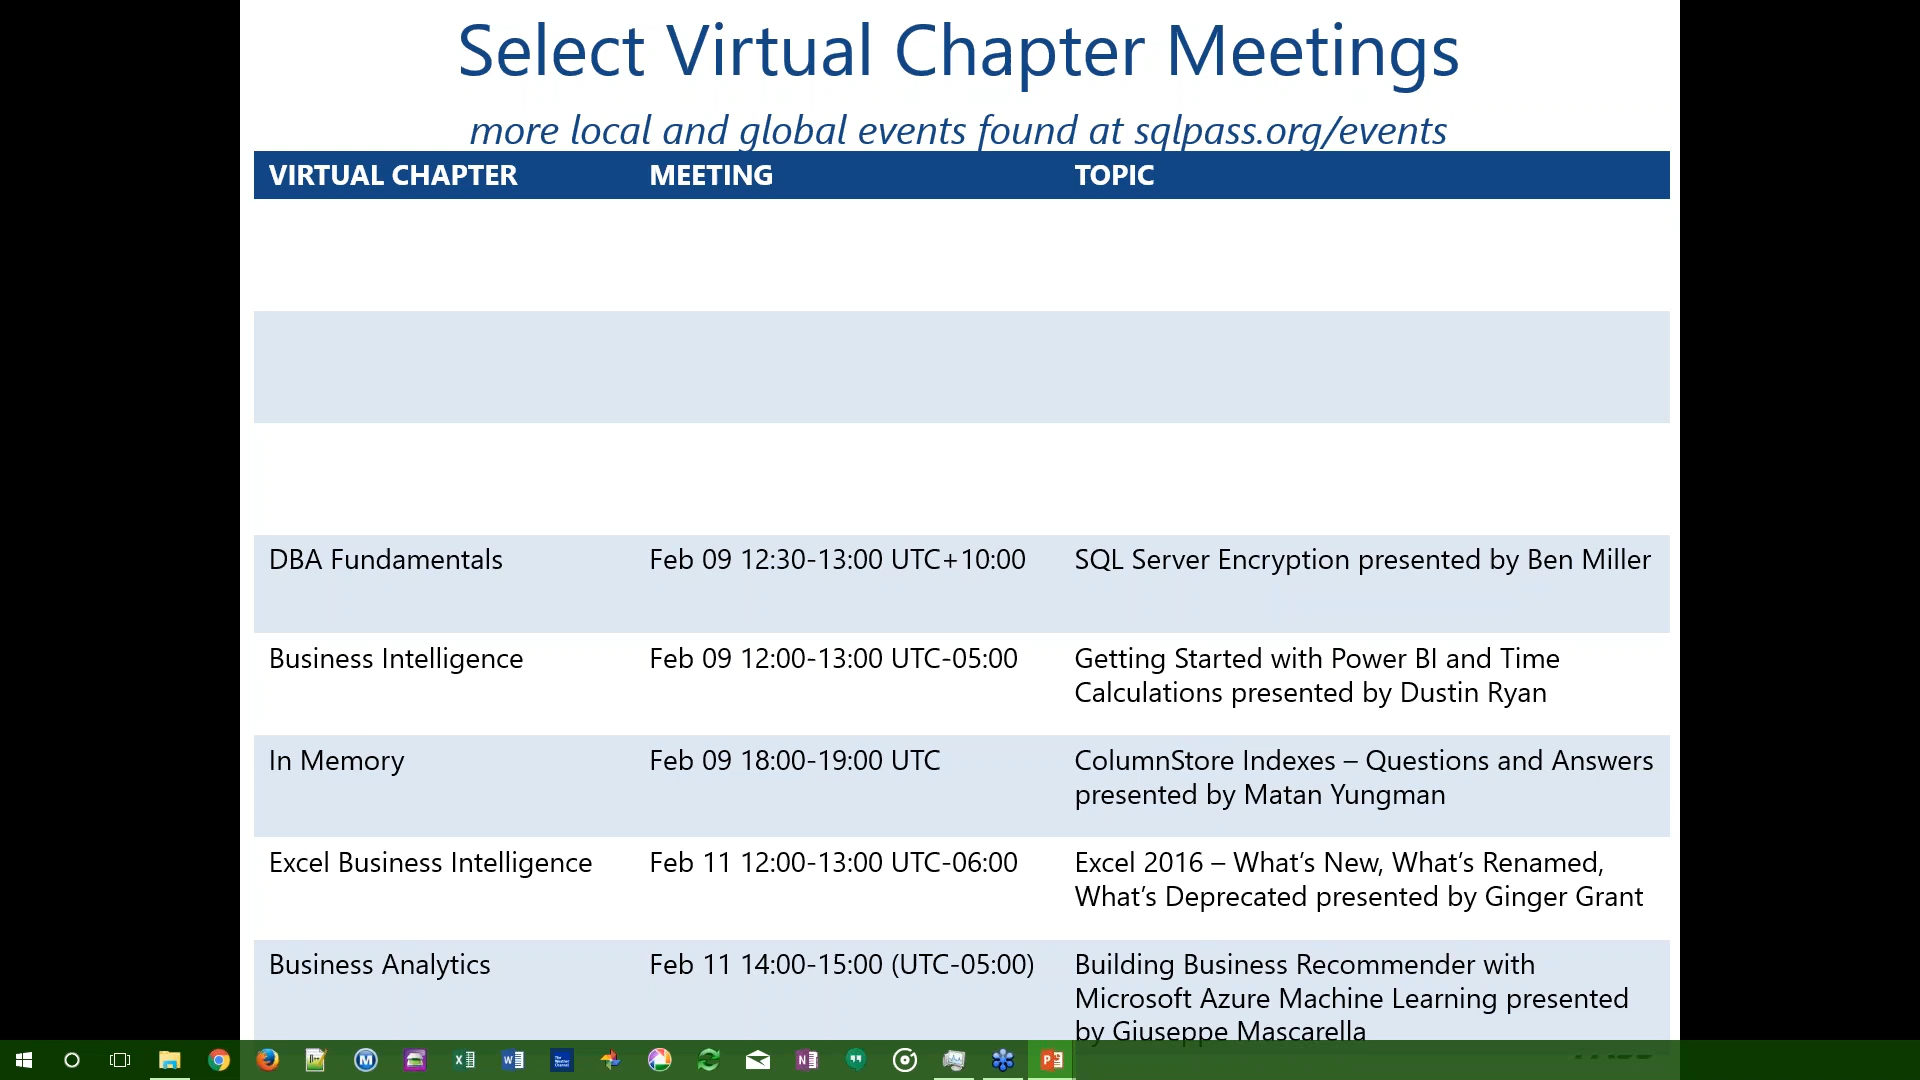 Select Virtual Chapter Meetings
more local and global events found at sqlpass.org/events
VIRTUAL CHAPTER MEETING TOPIC
DBA Fundamentals Feb 09 12:30-13:00 UTC+10:00 SQL Server Encryption presented by Ben Miller
Business Intelligence Feb 09 12:00-13:00 UTC-05:00 Getting Started with Power BI and Time
Calculations presented by Dustin Ryan
In Memory Feb 09 18:00-19:00 UTC ColumnStore Indexes – Questions and Answers
presented by Matan Yungman
Excel Business Intelligence Feb 11 12:00-13:00 UTC-06:00 Excel 2016 – What’s New, What’s Renamed,
What’s Deprecated presented by Ginger Grant
Business Analytics Feb 11 14:00-15:00 (UTC-05:00) Building Business Recommender with
Microsoft Azure Machine Learning presented
by Giuseppe Mascarella